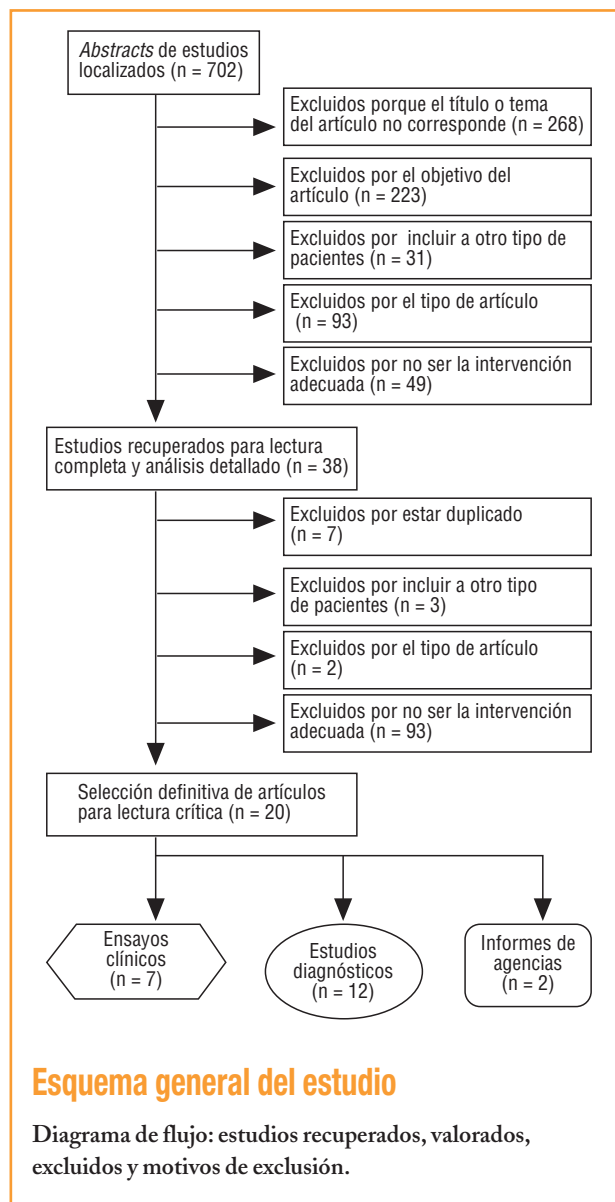 Abstracts de estudios
localizados (n = 702)
Excluidos porque el título o tema
del artículo no corresponde (n = 268)
Excluidos por el objetivo del
artículo (n = 223)
Excluidos por incluir a otro tipo de
pacientes (n = 31)
Excluidos por el tipo de artículo
(n = 93)
Excluidos por no ser la intervención
adecuada (n = 49)
Estudios recuperados para lectura
completa y análisis detallado (n = 38)
Excluidos por estar duplicado
(n = 7)
Excluidos por incluir a otro tipo
de pacientes (n = 3)
Excluidos por el tipo de artículo
(n = 2)
Excluidos por no ser la intervención
adecuada (n = 93)
Selección definitiva de artículos
para lectura crítica (n = 20)
Ensayos
clínicos
(n = 7)
Estudios
diagnósticos
(n = 12)
Informes de
agencias
(n = 2)
Esquema general del estudio
Diagrama de flujo: estudios recuperados, valorados,
excluidos y motivos de exclusión.